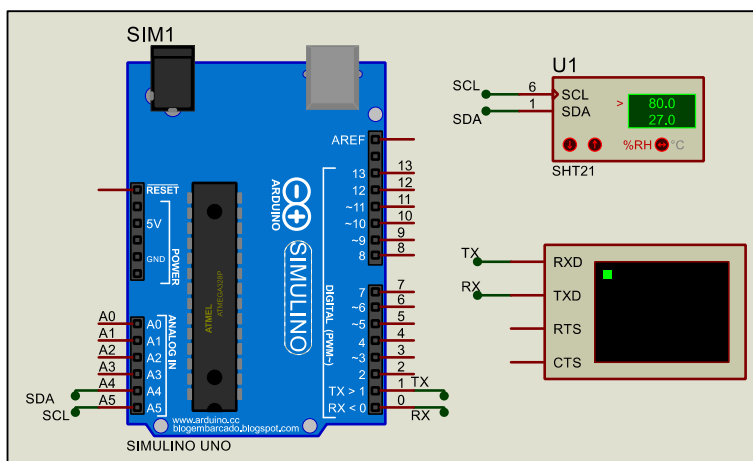 SIM1
AREF
13 13
12 12
~11 11
~10 10
~9 9
8 8
7 7
~6 6
~5 5
4 4
~3 3
2 2
TX > 1 1 TX
RX < 0 0 RX
RESET
5V
GND
POWER
A0 A0
A1 A1
A2 A2
A3 A3
SDA A4 A4
SCL A5 A5
ANALOG IN
ATMEL
ATMEGA328P
ARDUINO
SIMULINO
DIGITAL (PWM~)
www.arduino.cc
blogembarcado.blogspot.com
SIMULINO UNO
U1
SCL 6 SCL
SDA 1 SDA
> 80.0
27.0
%RH °C
SHT21
TX RXD
RX TXD
RTS
CTS